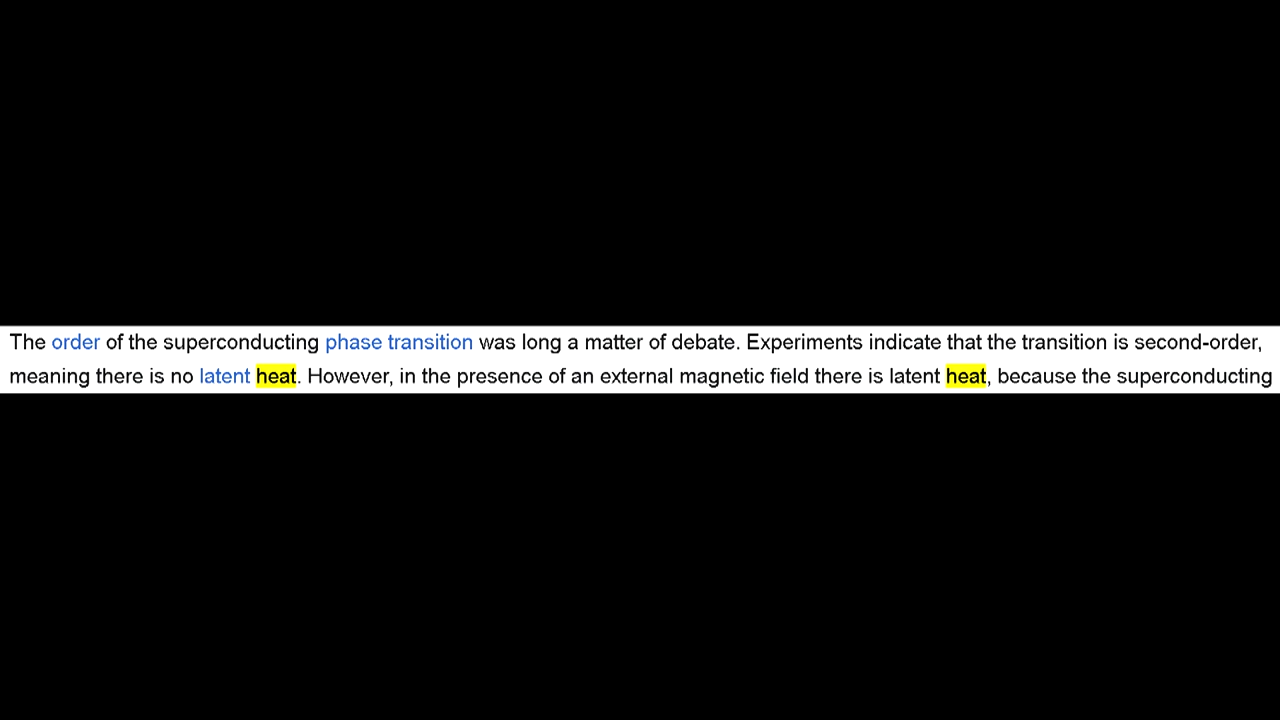 The order of the superconducting phase transition was long a matter of debate. Experiments indicate that the transition is second-order,
meaning there is no latent heat. However, in the presence of an external magnetic field there is latent heat, because the superconducting